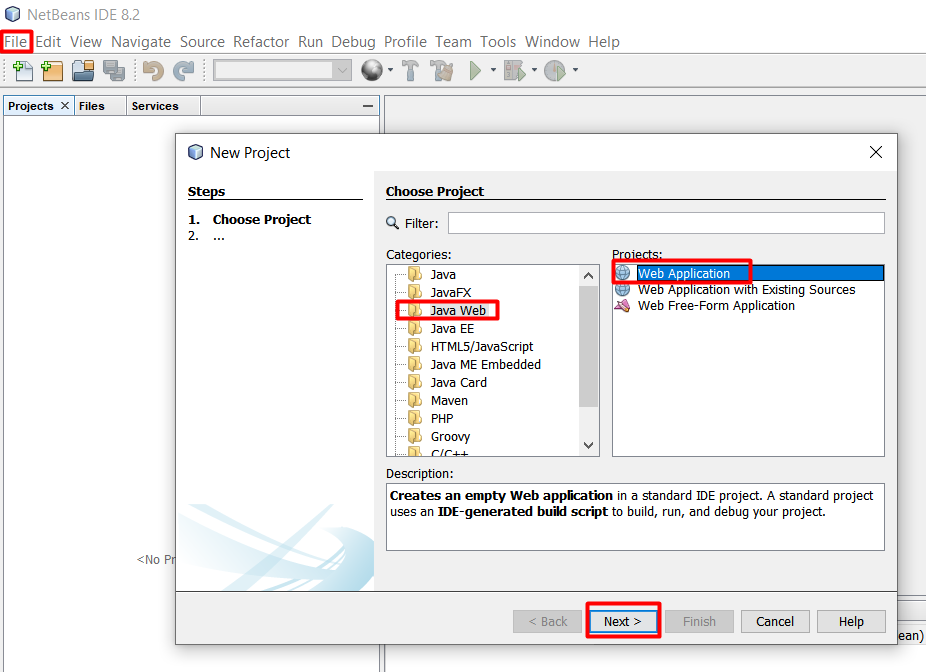 NetBeans IDE 8.2
File Edit View Navigate Source Refactor Run Debug Profile Team Tools Window Help
Projects Files Services
New Project
Steps
1. Choose Project
2. ...
Choose Project
Filter:
Categories:
Java
JavaFX
Java Web
Java EE
HTML5/JavaScript
Java ME Embedded
Java Card
Maven
PHP
Groovy
C/C++
Projects:
Web Application
Web Application with Existing Sources
Web Free-Form Application
Description:
Creates an empty Web application in a standard IDE project. A standard project
uses an IDE-generated build script to build, run, and debug your project.
<No Pr
< Back Next > Finish Cancel Help
ean)